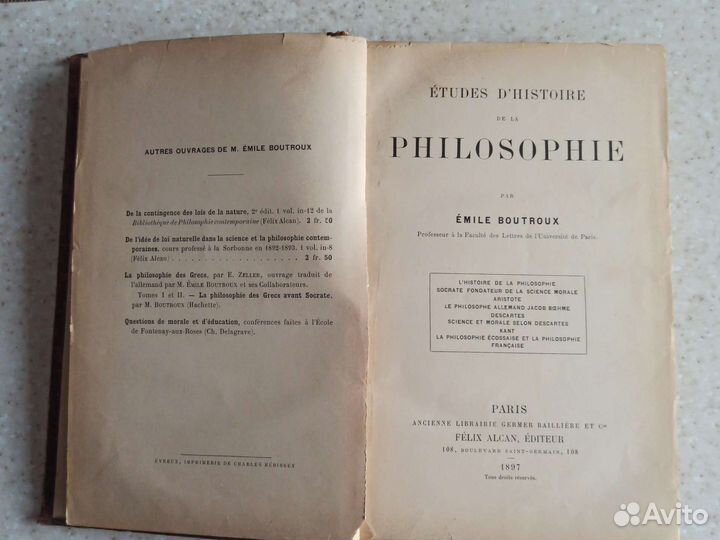 AUTRES OUVRAGES DE M. ÉMILE BOUTROUX
De la contingence des lois de la nature, 2e édit. 1 vol. in-12 de la
Bibliothèque de Philosophie contemporaine (Félix Alcan). 2 fr. 50
De l'idée de loi naturelle dans la science et la philosophie contem-
poraines, cours professé à la Sorbonne en 1892-1893, 1 vol. in-8
(Félix Alcan) . . . . . . . . . . . . . . . . . . . . 2 fr. 50
La philosophie des Grecs, par E. ZELLER, ouvrage traduit de
l'allemand par M. ÉMILE BOUTROUX et ses Collaborateurs.
Tomes I et II. — La philosophie des Grecs avant Socrate,
par M. BOUTROUX (Hachette).
Questions de morale et d'éducation, conférences faites à l'École
de Fontenay-aux-Roses (Ch. Delagrave).
ÉVREUX, IMPRIMERIE DE CHARLES HÉRISSEY
ÉTUDES D'HISTOIRE
DE LA
PHILOSOPHIE
PAR
ÉMILE BOUTROUX
Professeur à la Faculté des Lettres de l'Université de Paris.
L'HISTOIRE DE LA PHILOSOPHIE
SOCRATE FONDATEUR DE LA SCIENCE MORALE
ARISTOTE
LE PHILOSOPHE ALLEMAND JACOB BŒHME
DESCARTES
SCIENCE ET MORALE SELON DESCARTES
KANT
LA PHILOSOPHIE ÉCOSSAISE ET LA PHILOSOPHIE
FRANÇAISE
PARIS
ANCIENNE LIBRAIRIE GERMER BAILLIÈRE ET Cie
FÉLIX ALCAN, ÉDITEUR
108, BOULEVARD SAINT-GERMAIN, 108
1897
Tous droits réservés.
Avito